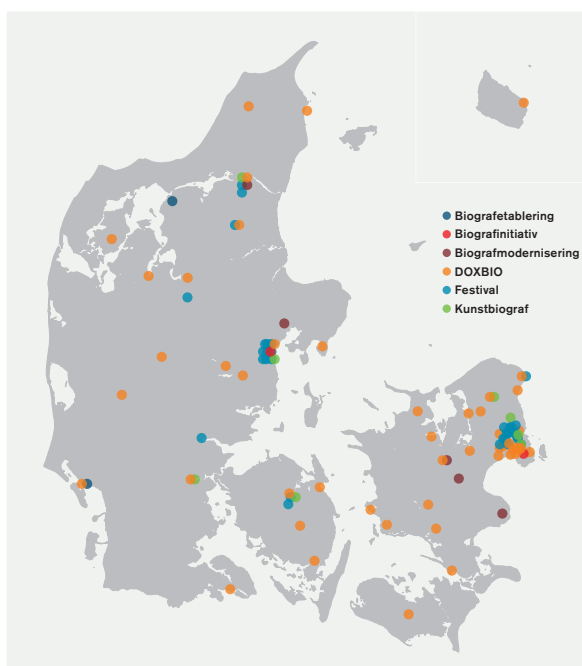 Biografetablering
Biografinitiativ
Biografmodernisering
DOXBIO
Festival
Kunstbiograf